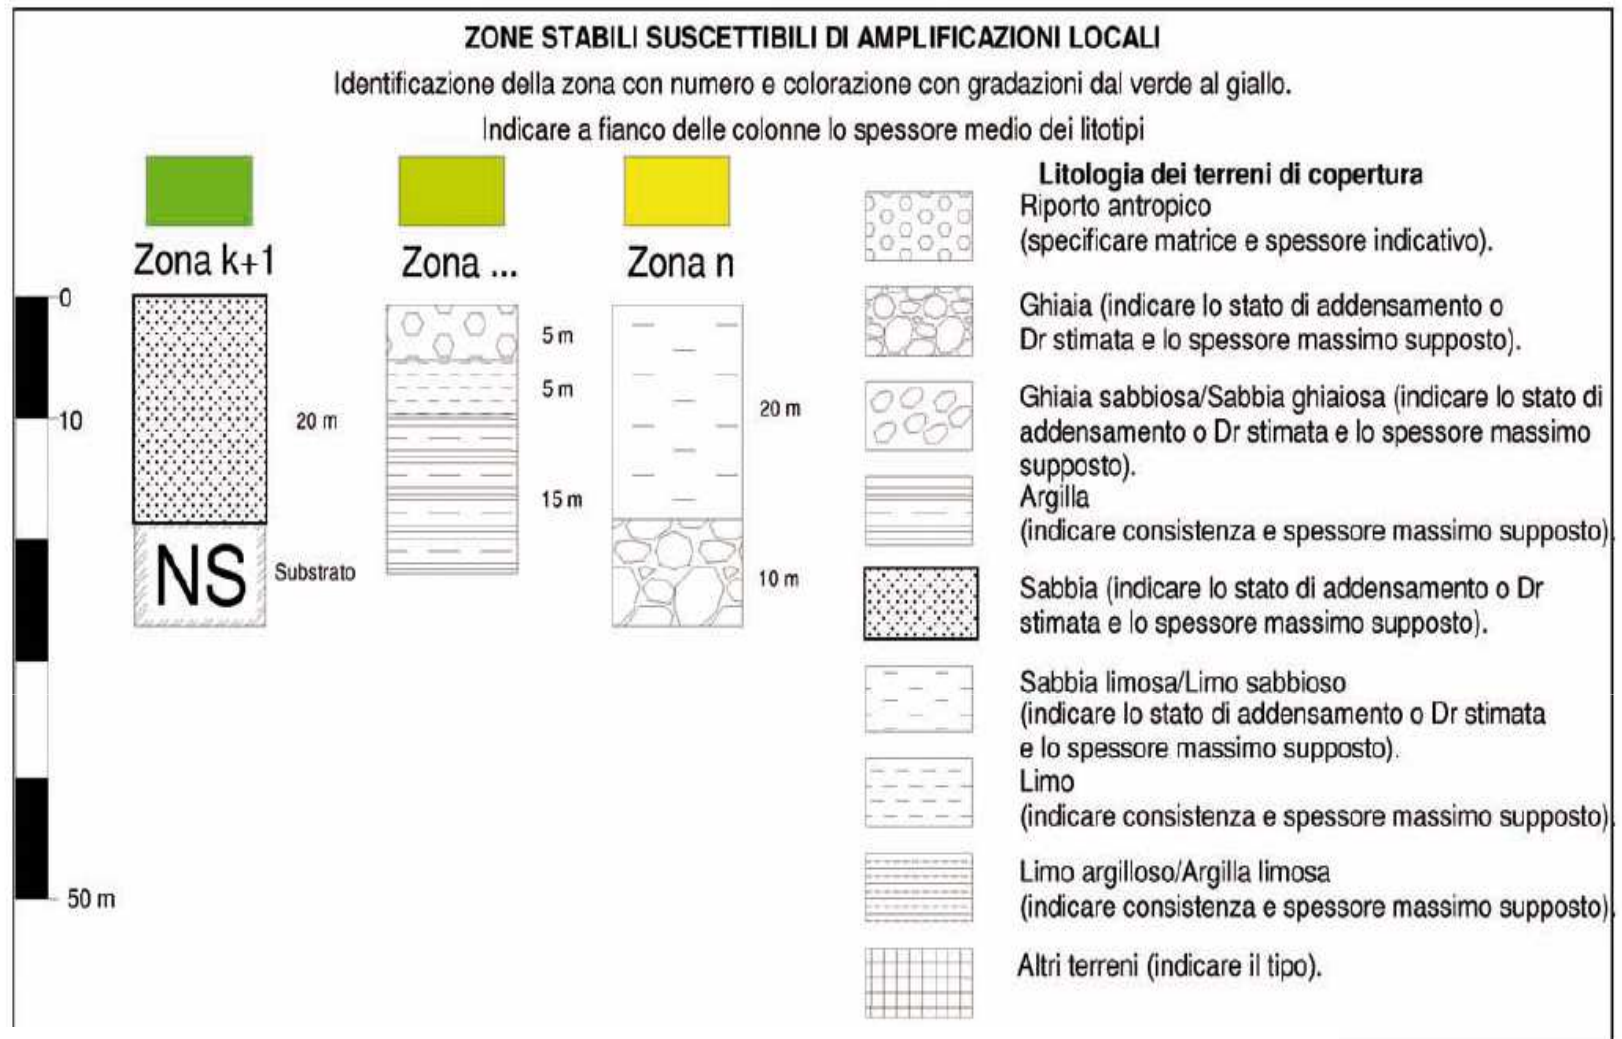 ZONE STABILI SUSCETTIBILI DI AMPLIFICAZIONI LOCALI
Identificazione della zona con numero e colorazione con gradazioni dal verde al giallo.
Indicare a fianco delle colonne lo spessore medio dei litotipi
Zona k+1
Zona ...
Zona n
0
10
50 m
20 m
NS
Substrato
5 m
5 m
15 m
20 m
10 m
Litologia dei terreni di copertura
Riporto antropico
(specificare matrice e spessore indicativo).
Ghiaia (indicare lo stato di addensamento o
Dr stimata e lo spessore massimo supposto).
Ghiaia sabbiosa/Sabbia ghiaiosa (indicare lo stato di
addensamento o Dr stimata e lo spessore massimo
supposto).
Argilla
(indicare consistenza e spessore massimo supposto).
Sabbia (indicare lo stato di addensamento o Dr
stimata e lo spessore massimo supposto).
Sabbia limosa/Limo sabbioso
(indicare lo stato di addensamento o Dr stimata
e lo spessore massimo supposto).
Limo
(indicare consistenza e spessore massimo supposto).
Limo argilloso/Argilla limosa
(indicare consistenza e spessore massimo supposto).
Altri terreni (indicare il tipo).